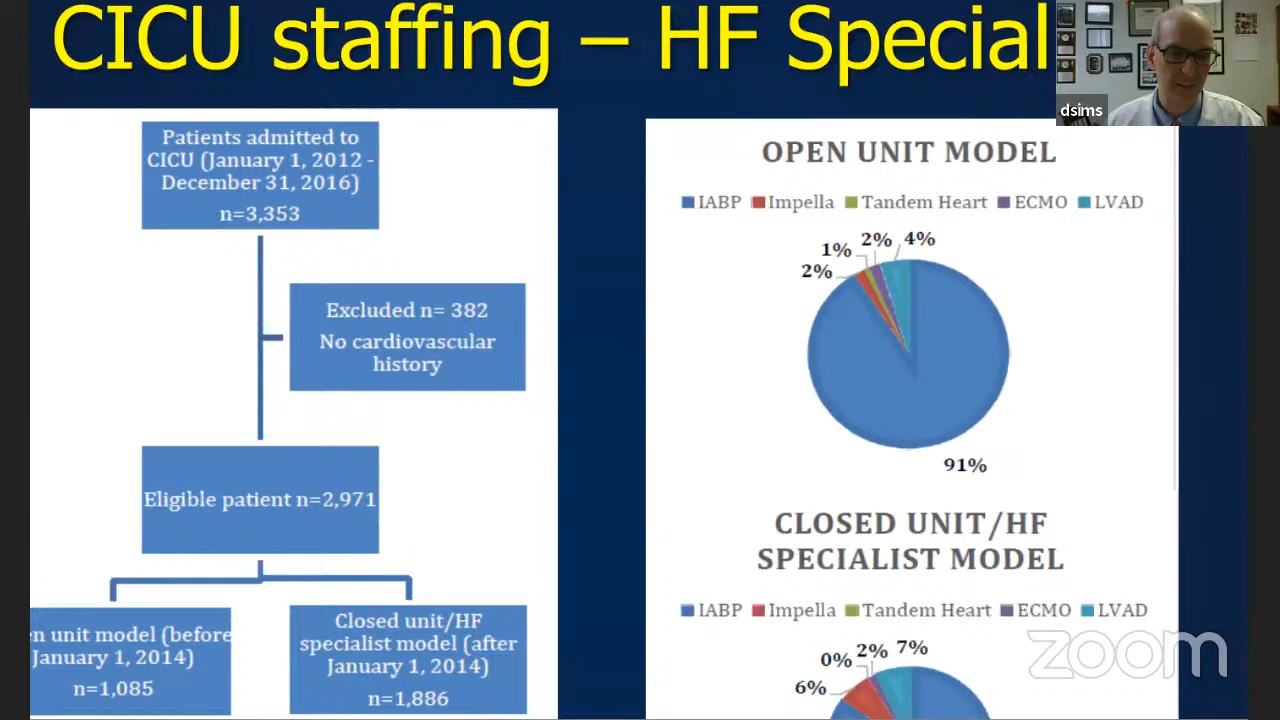 CICU staffing – HF Special
dsims
Patients admitted to
CICU (January 1, 2012 -
December 31, 2016)
n=3,353
Excluded n= 382
No cardiovascular
history
Eligible patient n=2,971
n unit model (before
January 1, 2014)
n=1,085
Closed unit/HF
specialist model (after
January 1, 2014)
n=1,886
OPEN UNIT MODEL
IABP Impella Tandem Heart ECMO LVAD
2% 1% 2% 4%
91%
CLOSED UNIT/HF
SPECIALIST MODEL
IABP Impella Tandem Heart ECMO LVAD
6% 0% 2% 7%
zoom